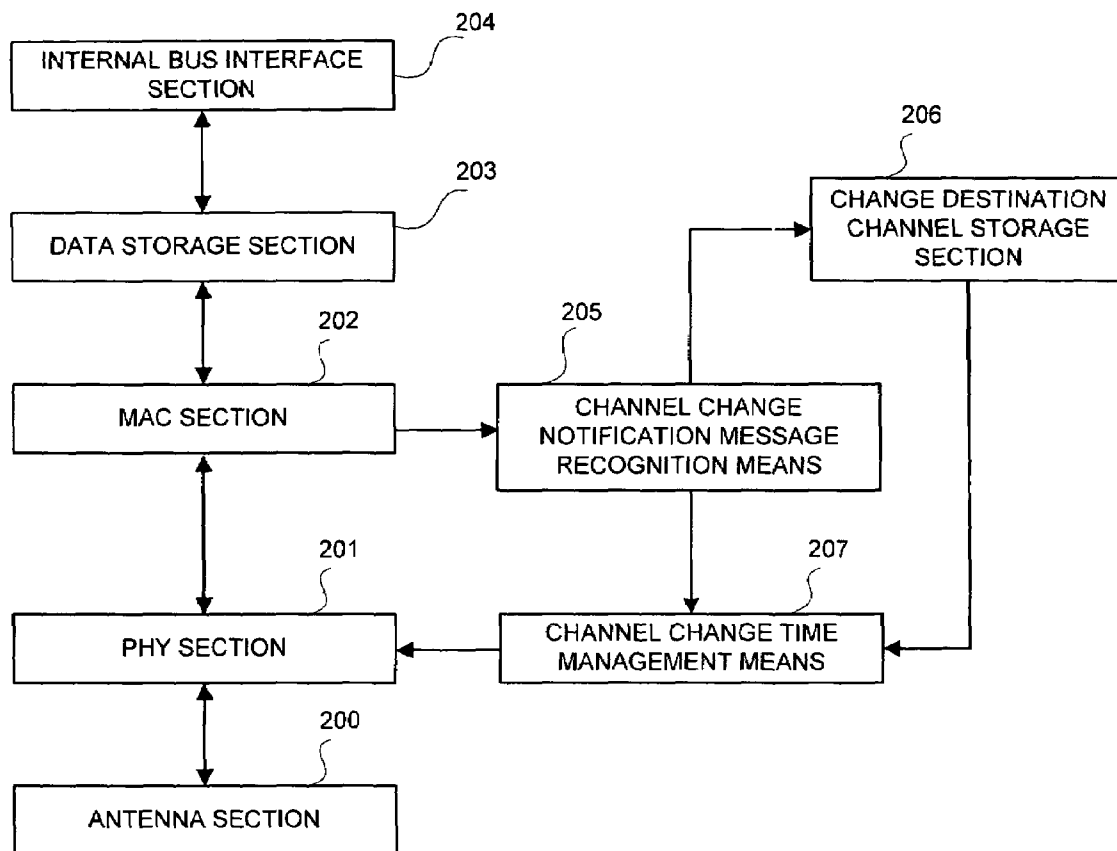 204
INTERNAL BUS INTERFACE
SECTION
206
203
CHANGE DESTINATION
CHANNEL STORAGE
SECTION
DATA STORAGE SECTION
202
205
MAC SECTION
CHANNEL CHANGE
NOTIFICATION MESSAGE
RECOGNITION MEANS
201
207
PHY SECTION
CHANNEL CHANGE TIME
MANAGEMENT MEANS
200
ANTENNA SECTION